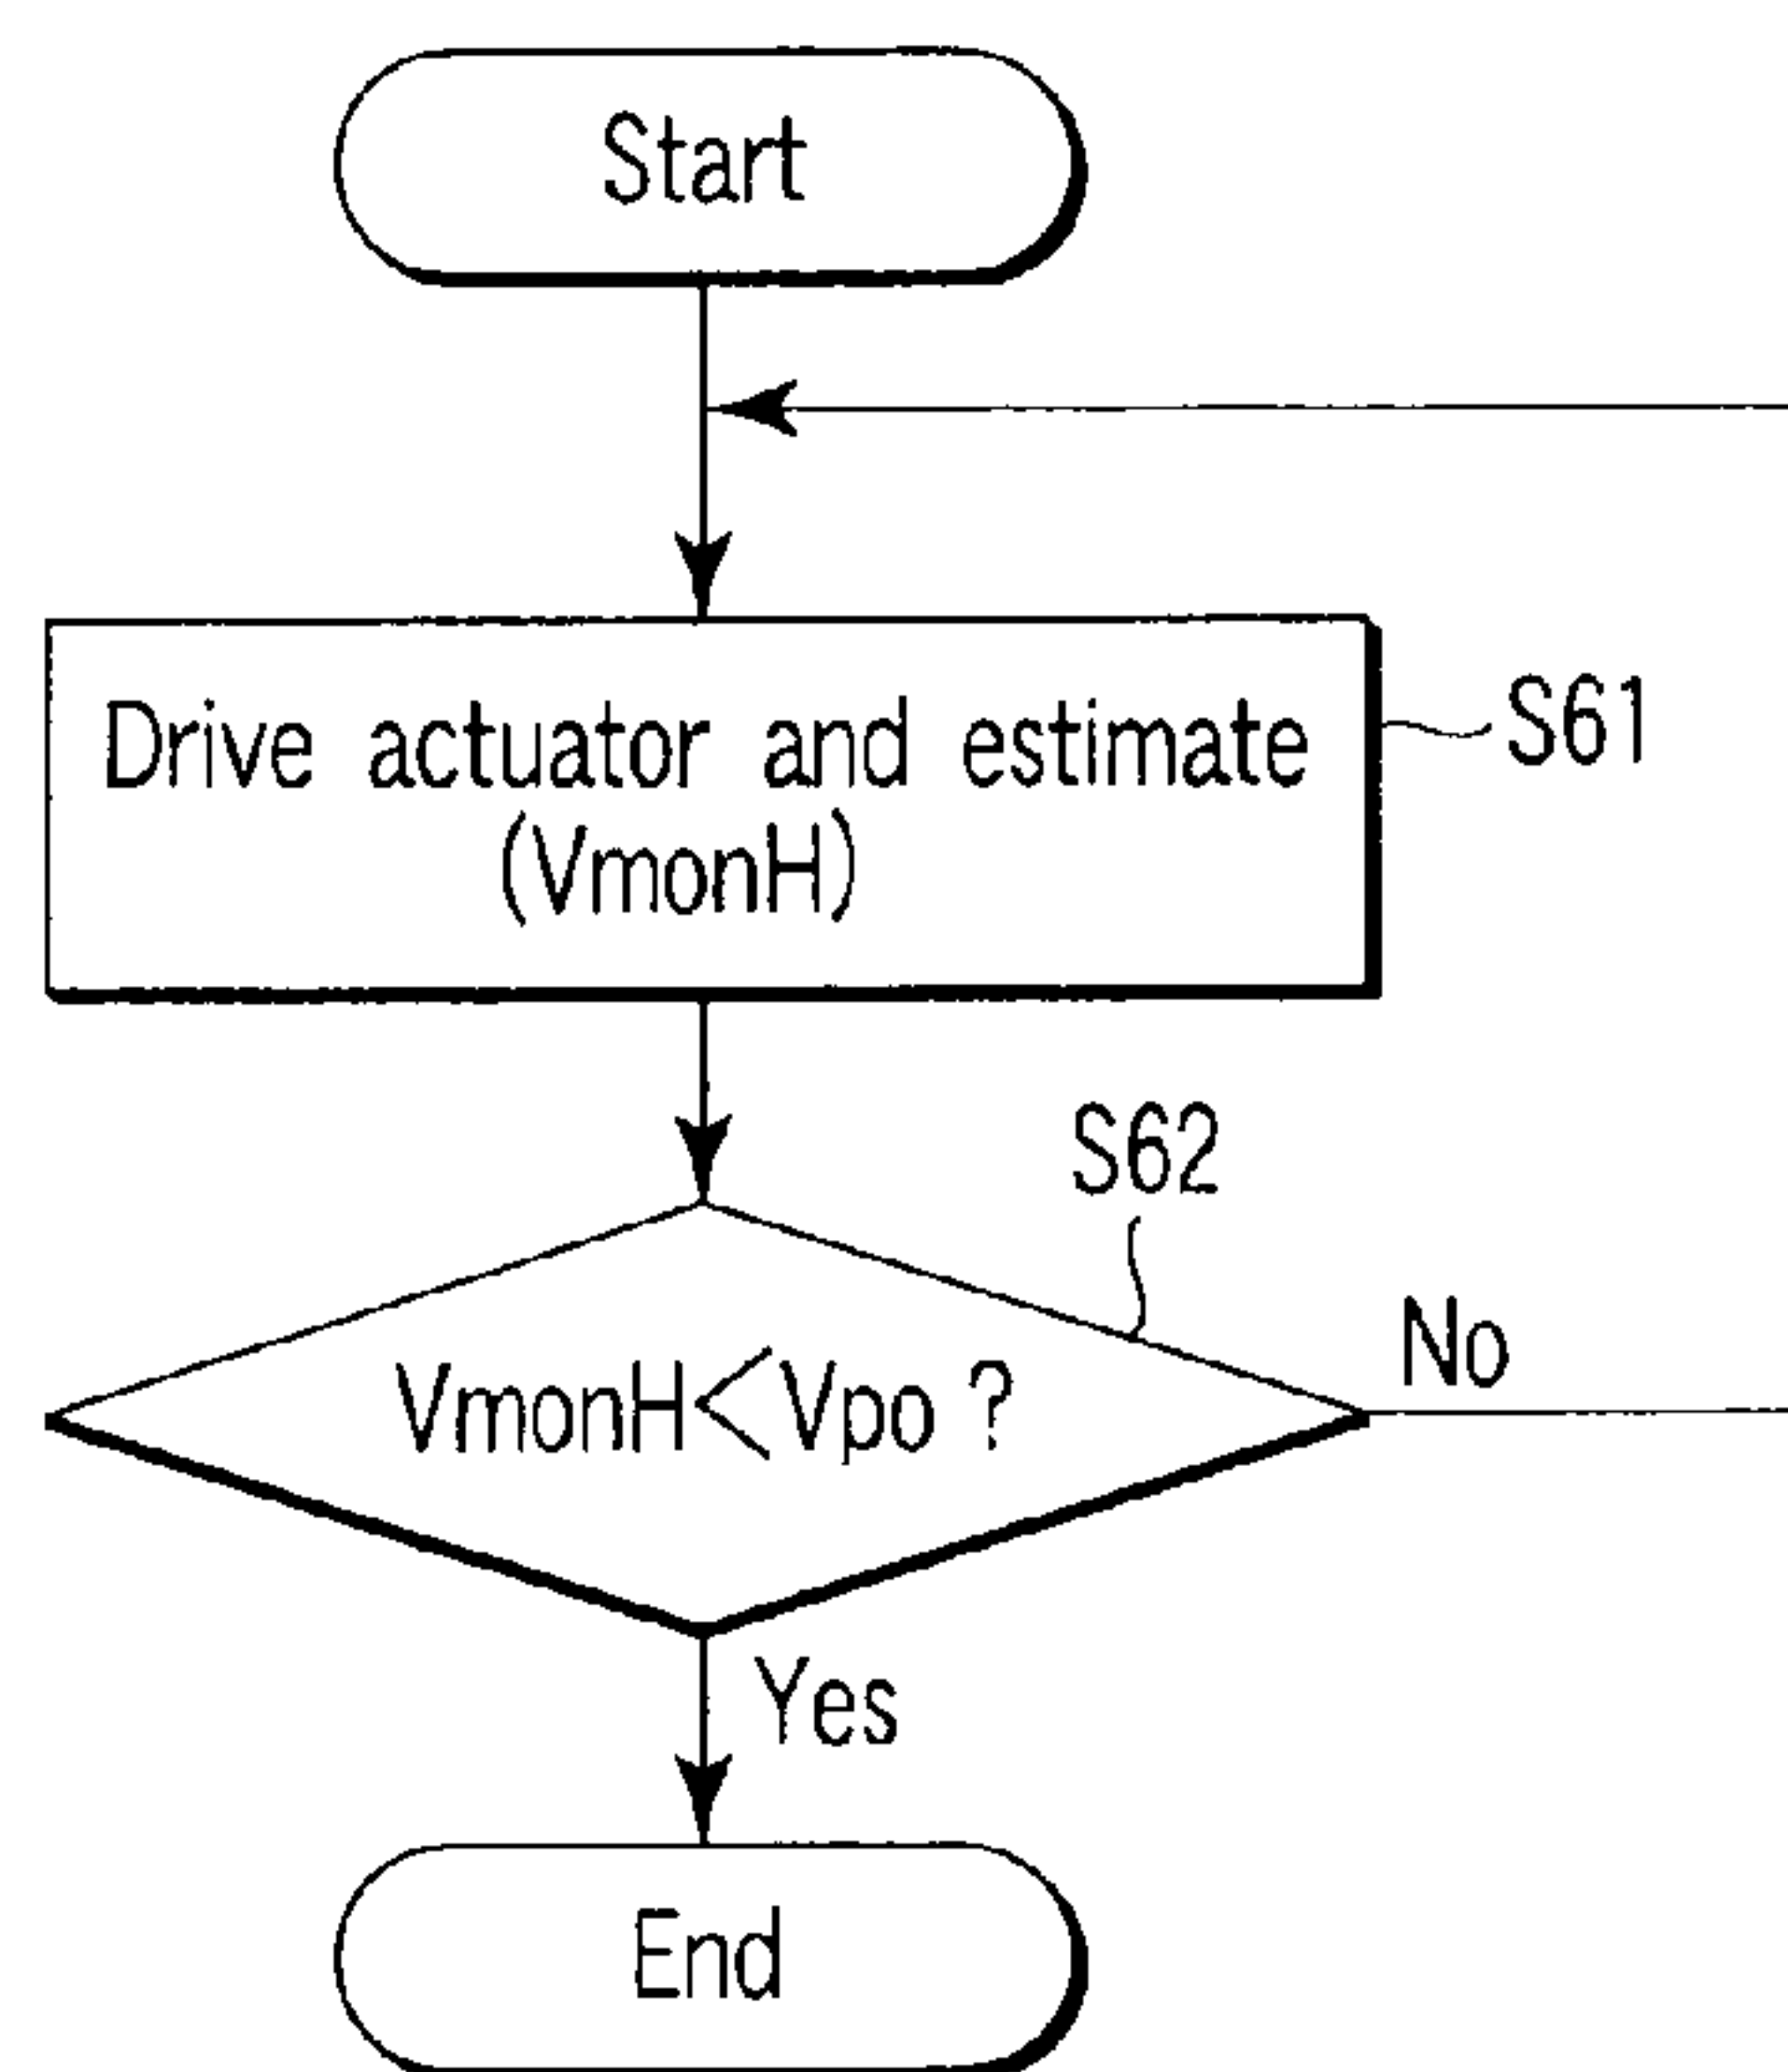 Start
Drive actuator and estimate
(VmonH)
S61
S62
VmonH<Vpo ?
No
Yes
End